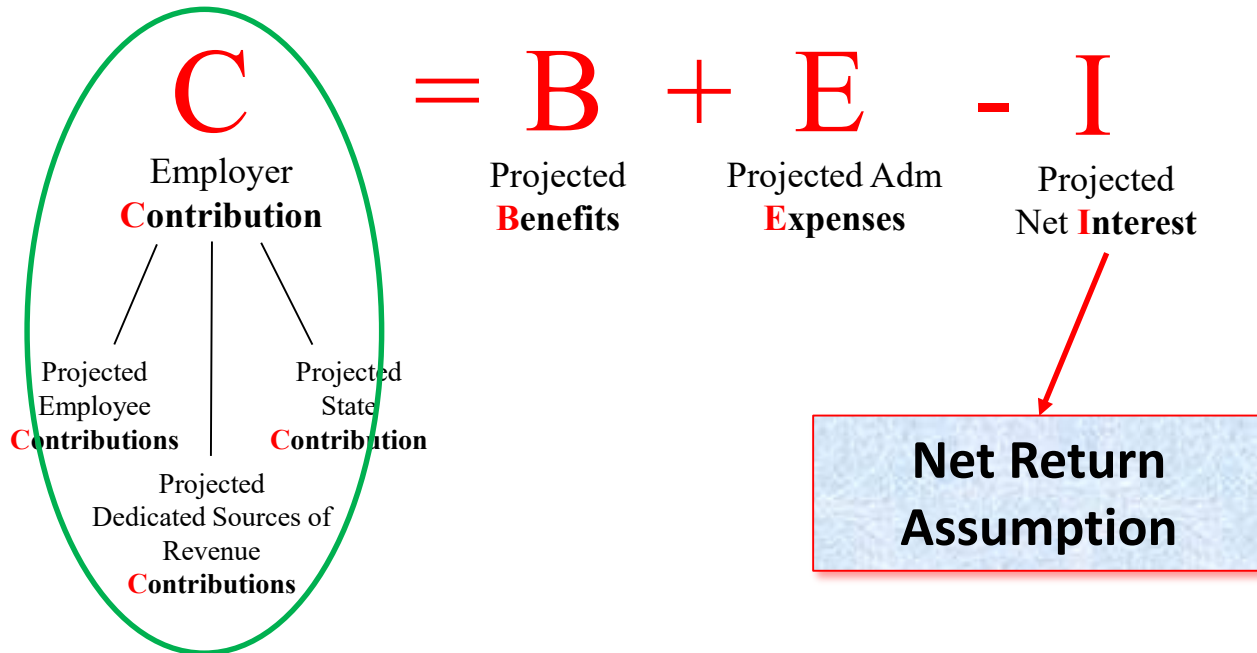 C = B + E - I
Employer
Contribution
Projected
Benefits
Projected Adm
Expenses
Projected
Net Interest
Projected
Employee
Contributions
Projected
State
Contribution
Projected
Dedicated Sources of
Revenue
Contributions
Net Return
Assumption